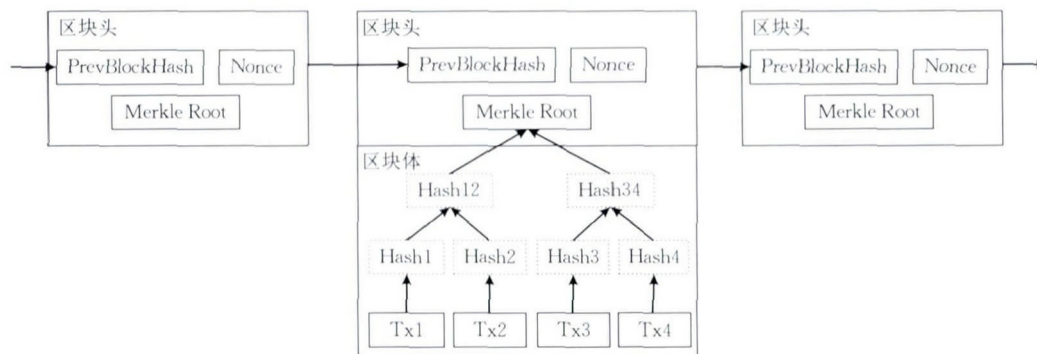 区块头
PrevBlockHash Nonce
Merkle Root
区块头
PrevBlockHash Nonce
Merkle Root
区块体
Hash12 Hash34
Hash1 Hash2 Hash3 Hash4
Tx1 Tx2 Tx3 Tx4
区块头
PrevBlockHash Nonce
Merkle Root